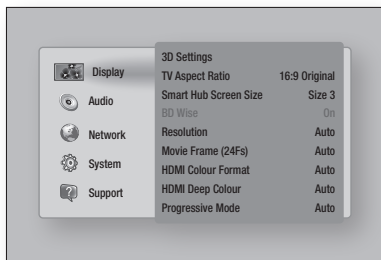 Display
Audio
Network
System
Support
3D Settings
TV Aspect Ratio 16:9 Original
Smart Hub Screen Size Size 3
BD Wise On
Resolution Auto
Movie Frame (24Fs) Auto
HDMI Colour Format Auto
HDMI Deep Colour Auto
Progressive Mode Auto